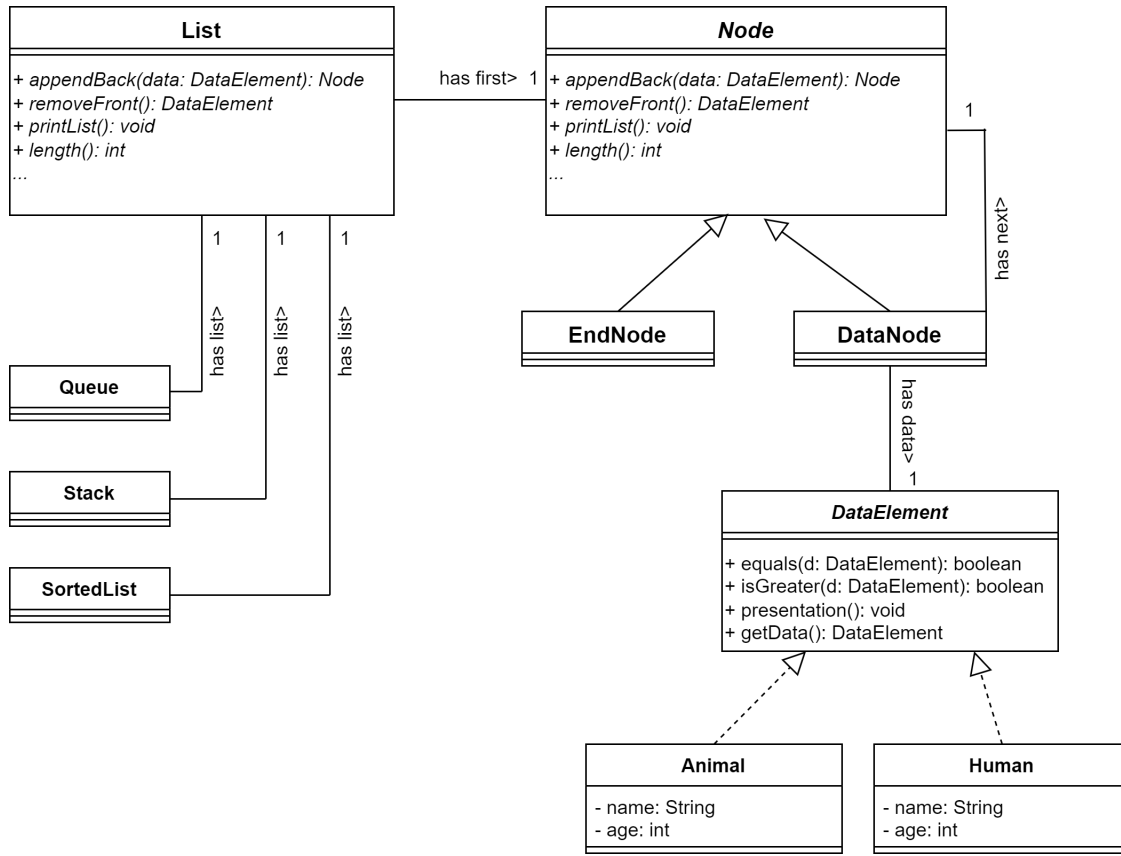 List
+ appendBack(data: DataElement): Node
+ removeFront(): DataElement
+ printList(): void
+ length(): int
...
has first> 1
Node
+ appendBack(data: DataElement): Node
+ removeFront(): DataElement
+ printList(): void
+ length(): int
...
1
has next>
1
1
1
has list>
has list>
has list>
EndNode
DataNode
Queue
Stack
SortedList
has data>
1
DataElement
+ equals(d: DataElement): boolean
+ isGreater(d: DataElement): boolean
+ presentation(): void
+ getData(): DataElement
Animal
- name: String
- age: int
Human
- name: String
- age: int